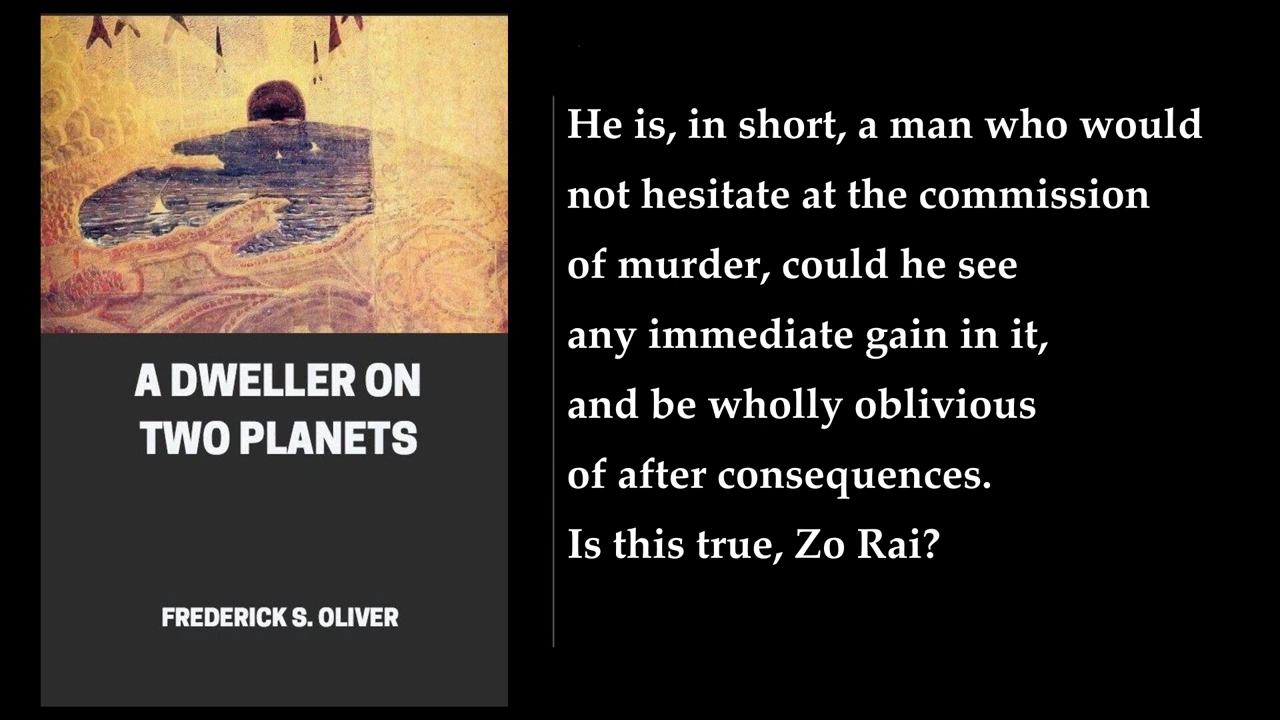 A DWELLER ON
TWO PLANETS
FREDERICK S. OLIVER
He is, in short, a man who would
not hesitate at the commission
of murder, could he see
any immediate gain in it,
and be wholly oblivious
of after consequences.
Is this true, Zo Rai?